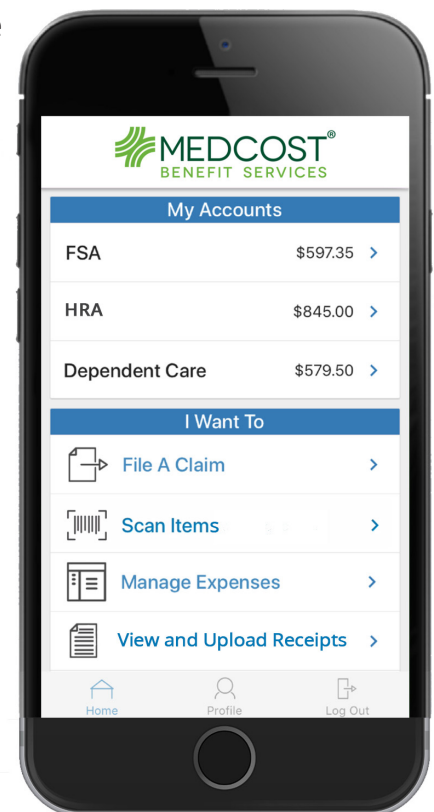 MEDCOST®
BENEFIT SERVICES
My Accounts
FSA $597.35
HRA $845.00
Dependent Care $579.50
I Want To
File A Claim
Scan Items
Manage Expenses
View and Upload Receipts
Home Profile Log Out